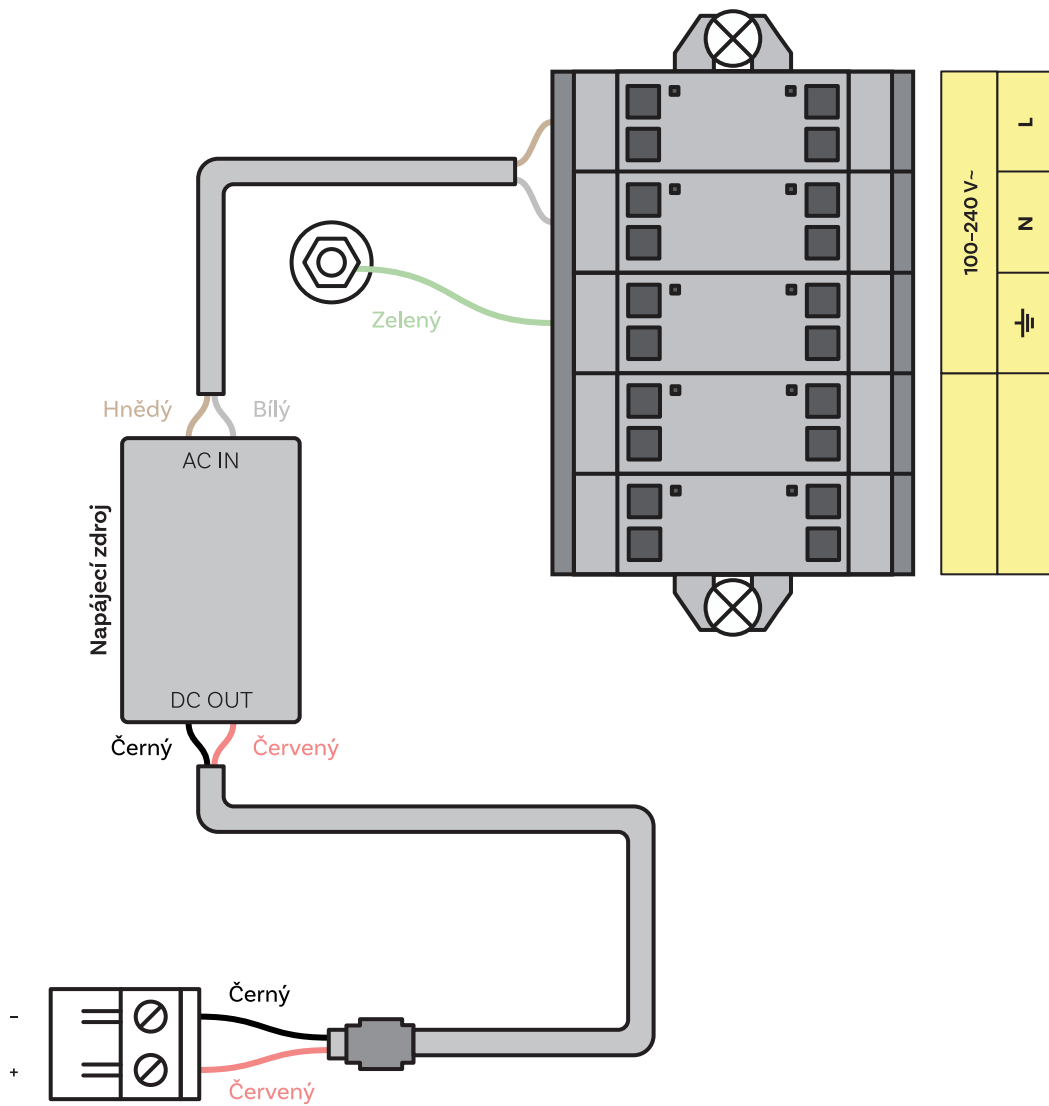 L
100-240 V~
N
Zelený
Hnědý
Bílý
AC IN
Napájecí zdroj
DC OUT
Černý
Červený
Černý
-
+
Červený